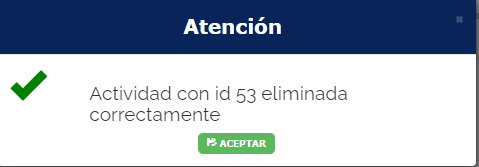 Atención
Actividad con id 53 eliminada
correctamente
ACEPTAR